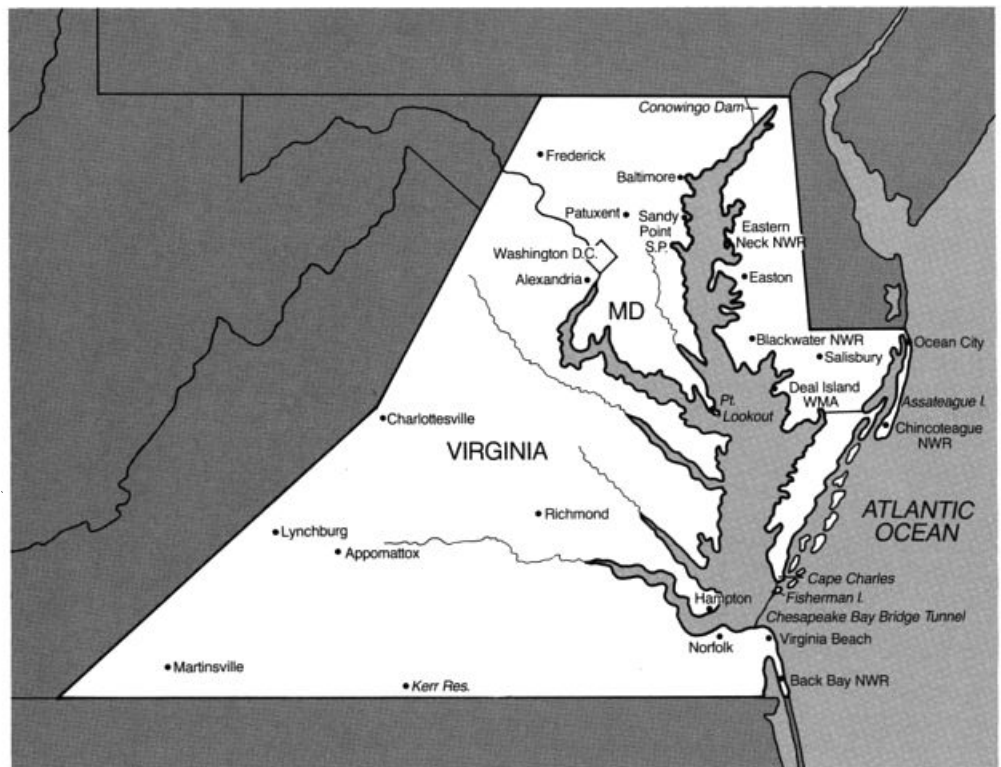 Conowingo Dam
Frederick
Baltimore
Patuxent
Sandy
Point
S.P.
Eastern
Neck NWR
Washington D.C.
Alexandria
Easton
MD
Blackwater NWR
Ocean City
Salisbury
Deal Island
WMA
Assateague I.
Pt.
Lookout
Charlottesville
Chincoteague
NWR
VIRGINIA
Richmond
ATLANTIC
OCEAN
Lynchburg
Appomattox
Cape Charles
Hampton
Fisherman I.
Chesapeake Bay Bridge Tunnel
Norfolk
Virginia Beach
Martinsville
Back Bay NWR
Kerr Res.